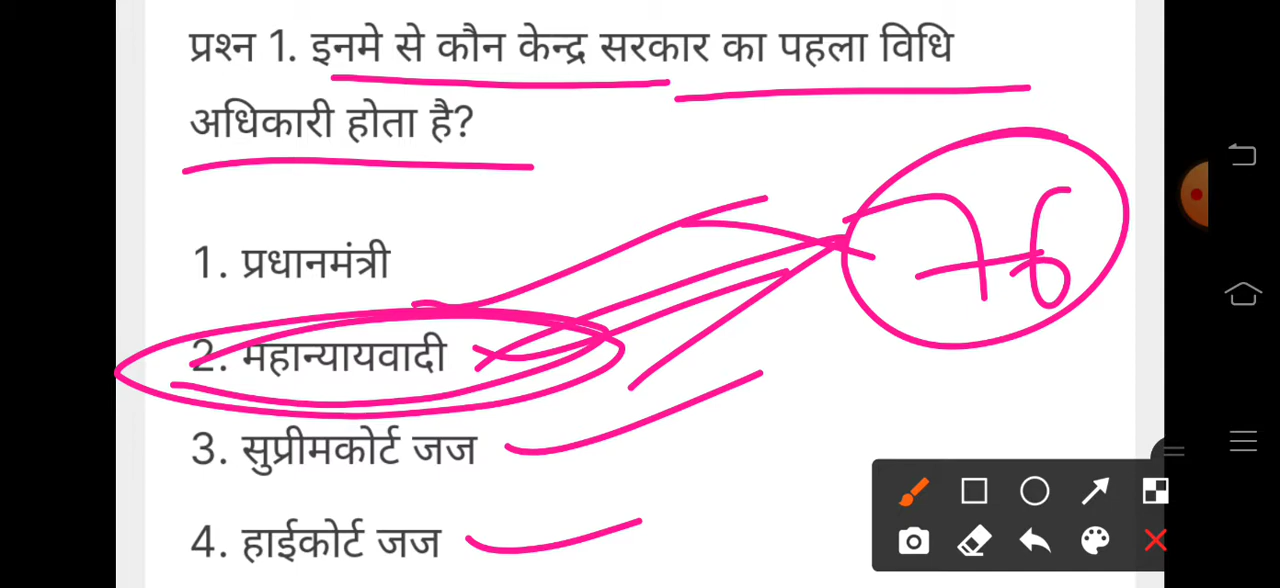 प्रश्न 1. इनमे से कौन केन्द्र सरकार का पहला विधि
अधिकारी होता है?
76
1. प्रधानमंत्री
2. महान्यायवादी
3. सुप्रीमकोर्ट जज
4. हाईकोर्ट जज